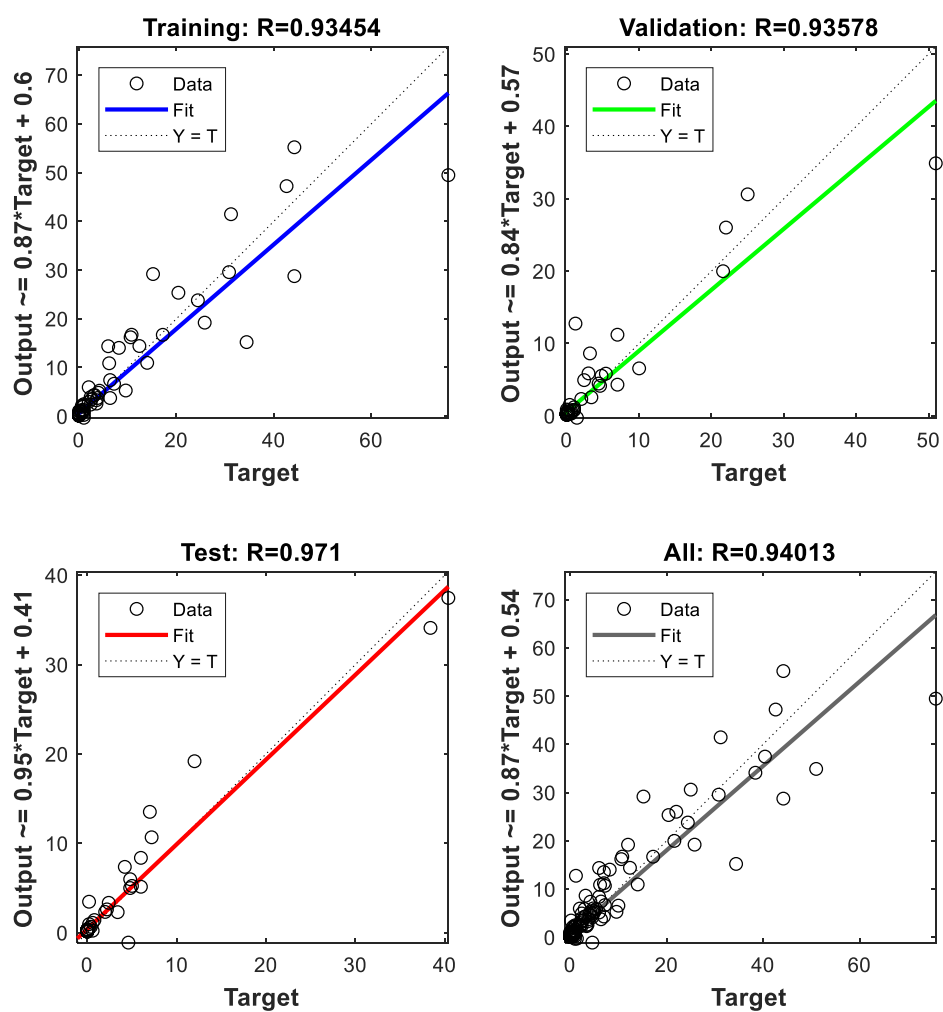 Training: R=0.93454
Output ~= 0.87*Target + 0.6
70
60
50
40
30
20
10
0
Data
Fit
Y = T
0 20 40 60
Target
Validation: R=0.93578
Output ~= 0.84*Target + 0.57
50
40
30
20
10
0
Data
Fit
Y = T
0 10 20 30 40 50
Target
Test: R=0.971
Output ~= 0.95*Target + 0.41
40
30
20
10
0
Data
Fit
Y = T
0 10 20 30 40
Target
All: R=0.94013
Output ~= 0.87*Target + 0.54
70
60
50
40
30
20
10
0
Data
Fit
Y = T
0 20 40 60
Target